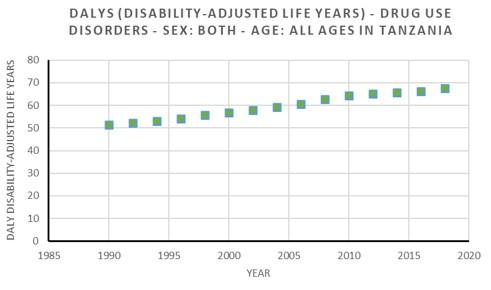 DALYS (DISABILITY-ADJUSTED LIFE YEARS) - DRUG USE
DISORDERS - SEX: BOTH - AGE: ALL AGES IN TANZANIA
DALY DISABILITY-ADJUSTED LIFE YEARS
80
70
60
50
40
30
20
10
0
1985 1990 1995 2000 2005 2010 2015 2020
YEAR